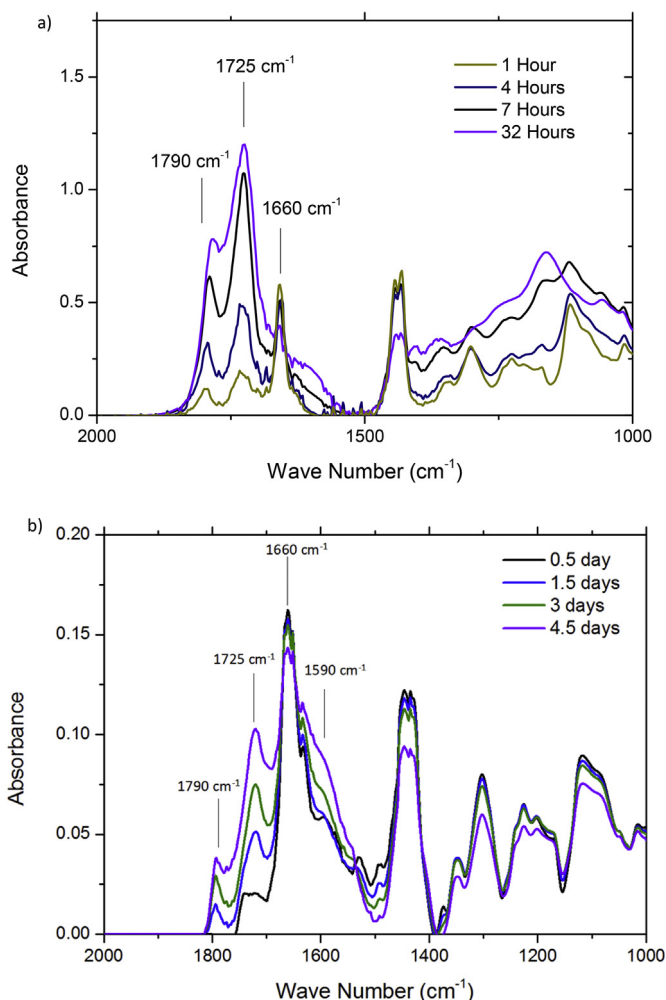 a)
1.5
1.0
0.5
0.0
Absorbance
1725 cm⁻¹
1790 cm⁻¹
1660 cm⁻¹
1 Hour
4 Hours
7 Hours
32 Hours
2000 1500 1000
Wave Number (cm⁻¹)
b)
0.20
0.15
0.10
0.05
0.00
Absorbance
1660 cm⁻¹
1725 cm⁻¹
1590 cm⁻¹
1790 cm⁻¹
0.5 day
1.5 days
3 days
4.5 days
2000 1800 1600 1400 1200 1000
Wave Number (cm⁻¹)